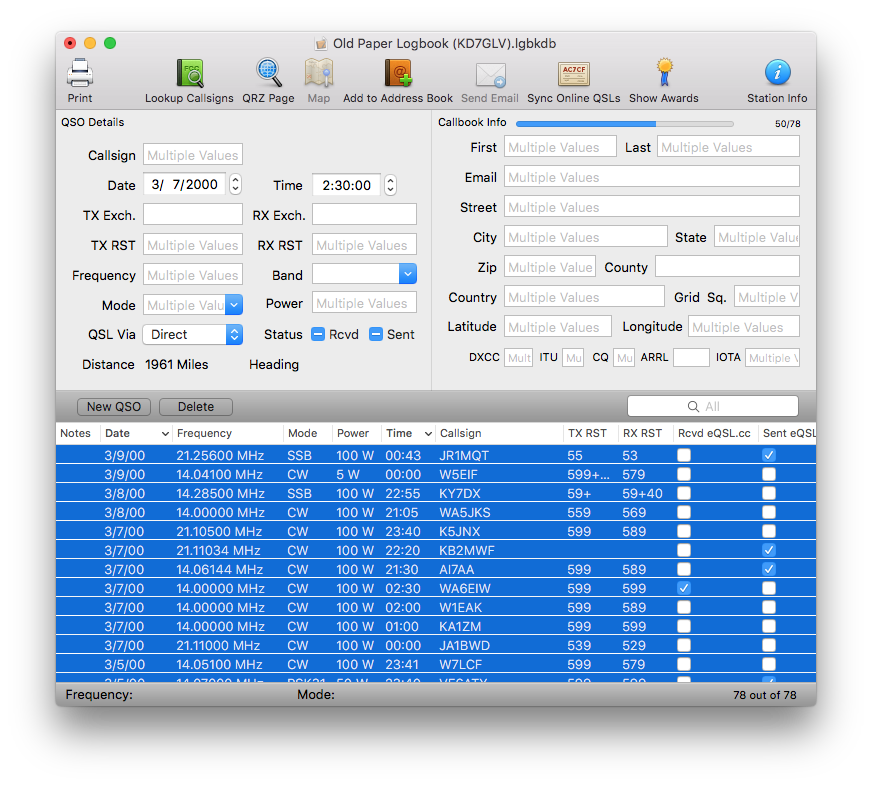 Old Paper Logbook (KD7GLV).lgbkdb
Print Lookup Callsigns QRZ Page Map Add to Address Book Send Email Sync Online QSLs Show Awards Station Info
QSO Details
Callsign Multiple Values
Date 3/ 7/2000 Time 2:30:00
TX Exch. RX Exch.
TX RST Multiple Values RX RST Multiple Values
Frequency Multiple Values Band
Mode Multiple Valu Power Multiple Values
QSL Via Direct Status Rcvd Sent
Distance 1961 Miles Heading
Callbook Info 50/78
First Multiple Values Last Multiple Values
Email Multiple Values
Street Multiple Values
City Multiple Values State Multiple Valu
Zip Multiple Value County
Country Multiple Values Grid Sq. Multiple V
Latitude Multiple Values Longitude Multiple Values
DXCC Mult ITU Mu CQ Mu ARRL IOTA Multiple V
New QSO Delete All
Notes Date Frequency Mode Power Time Callsign TX RST RX RST Rcvd eQSL.cc Sent eQSL
3/9/00 21.25600 MHz SSB 100 W 00:43 JR1MQT 55 53
3/9/00 14.04100 MHz CW 5 W 00:00 W5EIF 599+... 579
3/8/00 14.28500 MHz SSB 100 W 22:55 KY7DX 59+ 59+40
3/8/00 14.00000 MHz CW 100 W 21:05 WA5JKS 559 569
3/7/00 21.10500 MHz CW 100 W 23:40 K5JNX 599 589
3/7/00 21.11034 MHz CW 100 W 22:20 KB2MWF
3/7/00 14.06144 MHz CW 100 W 21:30 AI7AA 599 589
3/7/00 14.00000 MHz CW 100 W 02:30 WA6EIW 599 599
3/7/00 14.00000 MHz CW 100 W 02:00 W1EAK 599 589
3/7/00 14.00000 MHz CW 100 W 01:00 KA1ZM 599 599
3/7/00 21.11000 MHz CW 100 W 00:00 JA1BWD 539 529
3/5/00 14.05100 MHz CW 100 W 23:41 W7LCF 599 579
Frequency: Mode: 78 out of 78